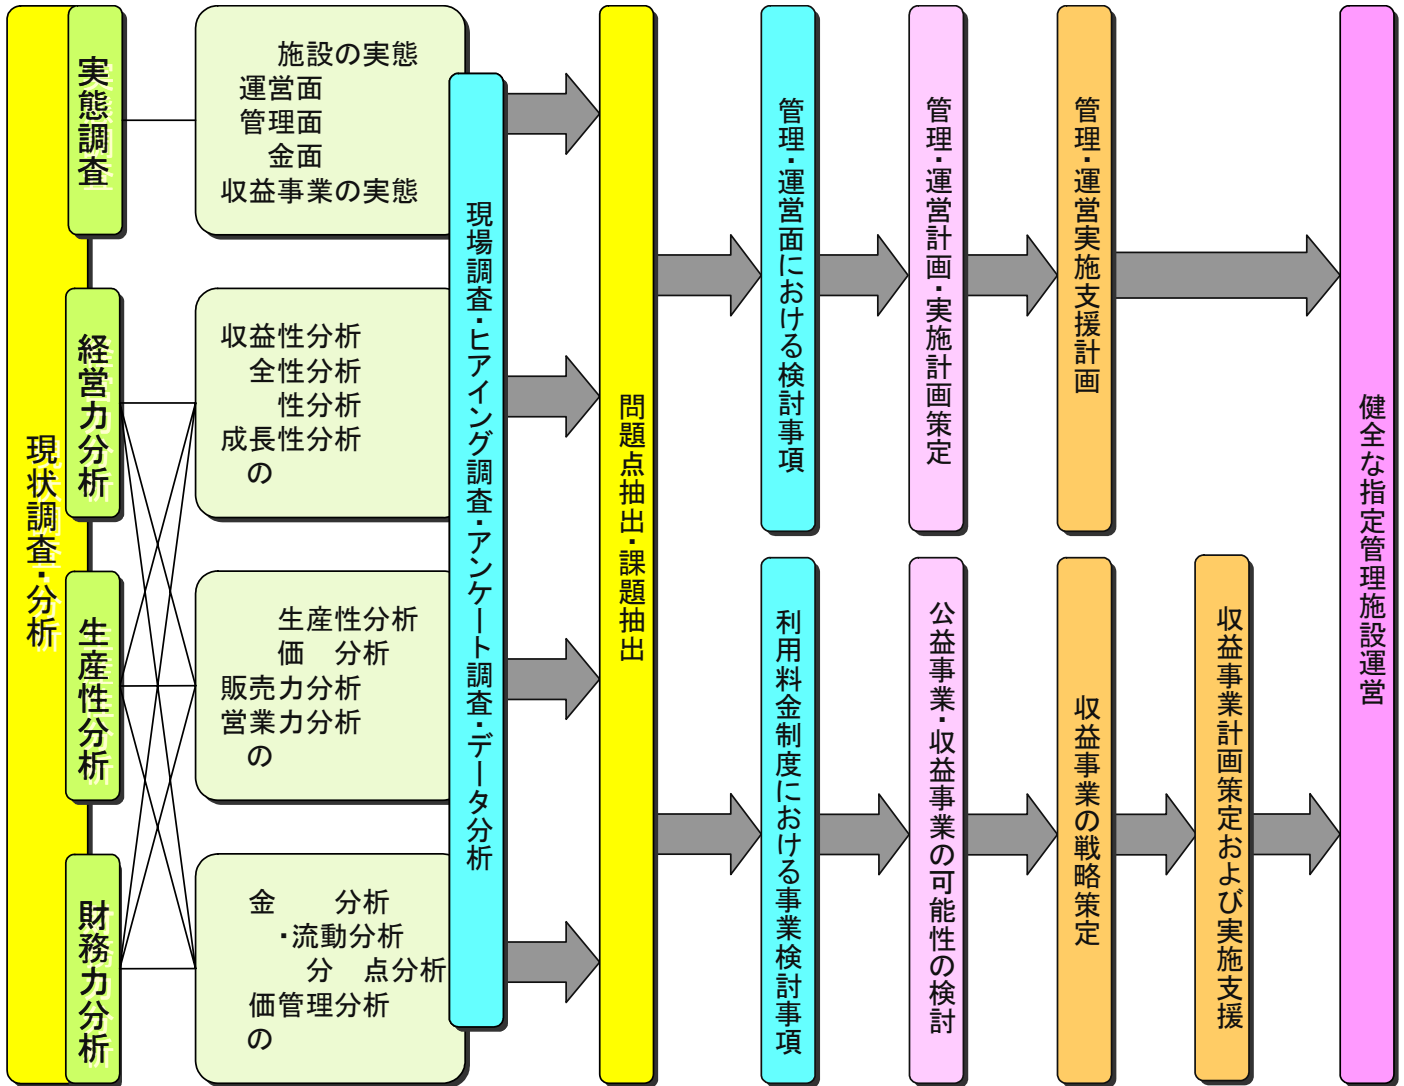 現状調査・分析
実態調査
施設の実態
運営面
管理面
金面
収益事業の実態
経営力分析
収益性分析
全性分析
性分析
成長性分析
の
生産性分析
生産性分析
価 分析
販売力分析
営業力分析
の
財務力分析
金 分析
・流動分析
分 点分析
価管理分析
の
現場調査・ヒアイング調査・アンケート調査・データ分析
問題点抽出・課題抽出
管理・運営面における検討事項
管理・運営計画・実施計画策定
管理・運営実施支援計画
利用料金制度における事業検討事項
公益事業・収益事業の可能性の検討
収益事業の戦略策定
収益事業計画策定および実施支援
健全な指定管理施設運営